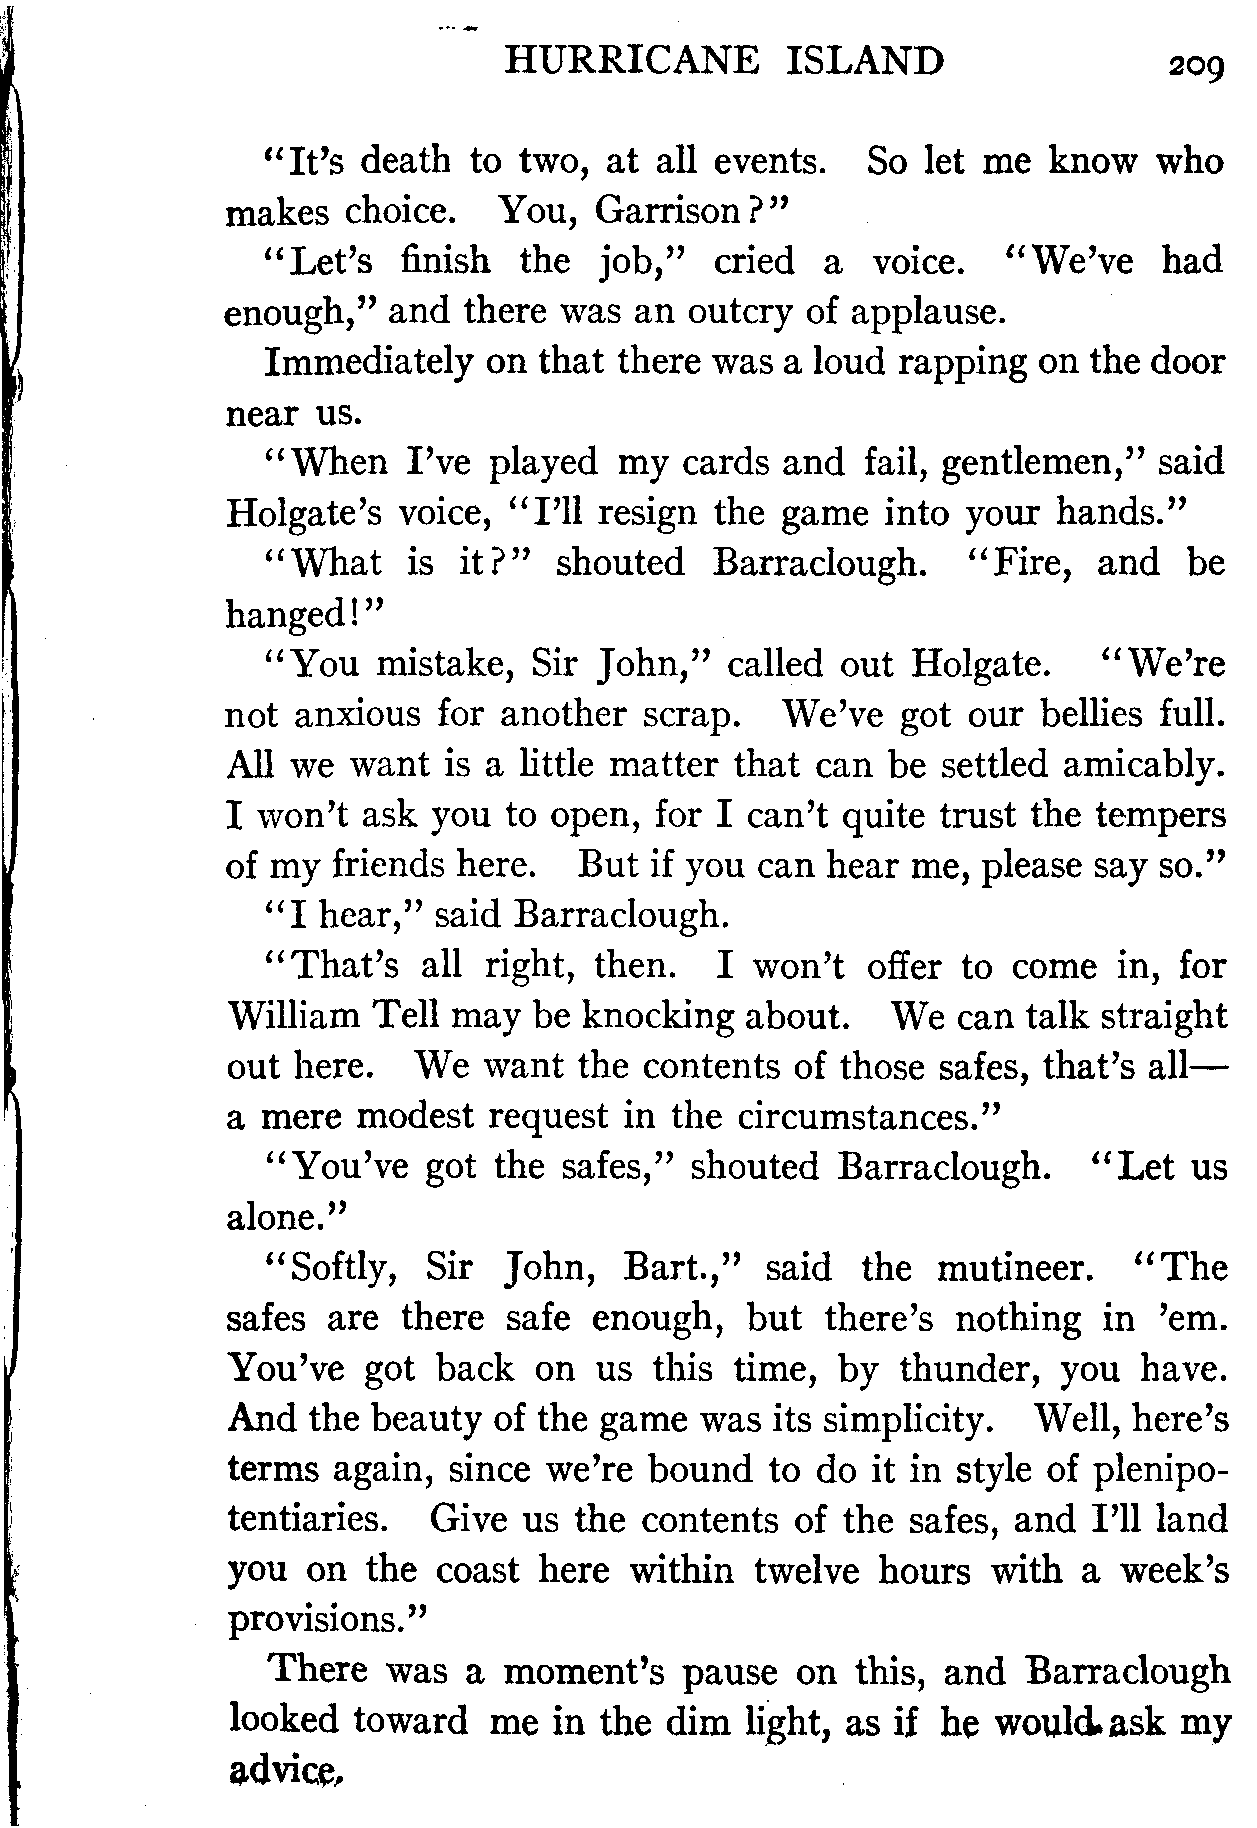 HURRICANE ISLAND 209
"It's death to two, at all events. So let me know who
makes choice. You, Garrison?"
"Let's finish the job," cried a voice. "We've had
enough," and there was an outcry of applause.
Immediately on that there was a loud rapping on the door
near us.
"When I've played my cards and fail, gentlemen," said
Holgate's voice, "I'll resign the game into your hands."
"What is it?" shouted Barraclough. "Fire, and be
hanged!"
"You mistake, Sir John," called out Holgate. "We're
not anxious for another scrap. We've got our bellies full.
All we want is a little matter that can be settled amicably.
I won't ask you to open, for I can't quite trust the tempers
of my friends here. But if you can hear me, please say so."
"I hear," said Barraclough.
"That's all right, then. I won't offer to come in, for
William Tell may be knocking about. We can talk straight
out here. We want the contents of those safes, that's all—
a mere modest request in the circumstances."
"You've got the safes," shouted Barraclough. "Let us
alone."
"Softly, Sir John, Bart.," said the mutineer. "The
safes are there safe enough, but there's nothing in 'em.
You've got back on us this time, by thunder, you have.
And the beauty of the game was its simplicity. Well, here's
terms again, since we're bound to do it in style of plenipo-
tentiaries. Give us the contents of the safes, and I'll land
you on the coast here within twelve hours with a week's
provisions."
There was a moment's pause on this, and Barraclough
looked toward me in the dim light, as if he would ask my
advice.